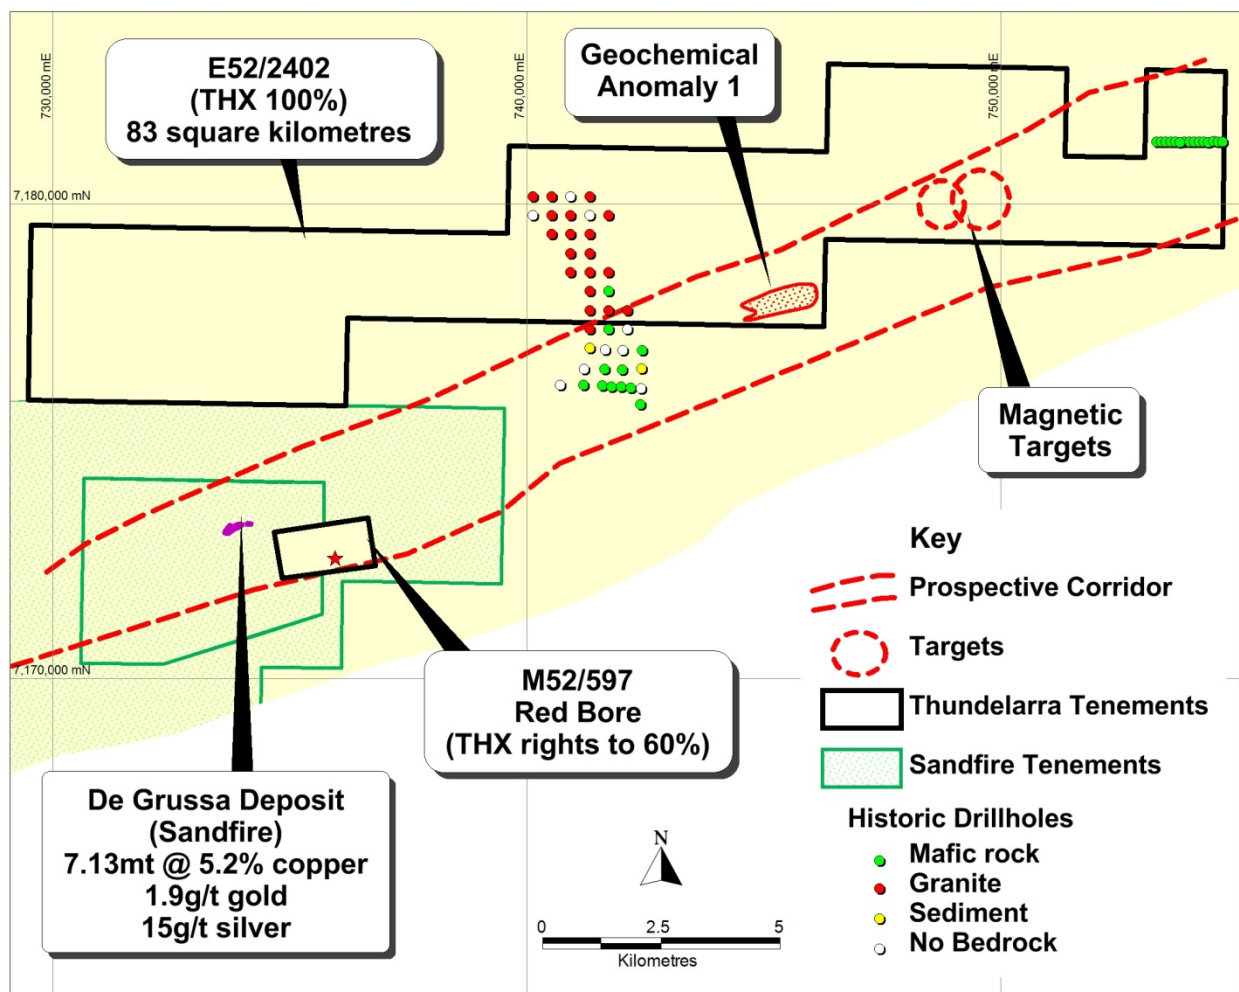 730,000 mE
740,000 mE
750,000 mE
E52/2402
(THX 100%)
83 square kilometres
Geochemical
Anomaly 1
7,180,000 mN
Magnetic
Targets
7,170,000 mN
M52/597
Red Bore
(THX rights to 60%)
De Grussa Deposit
(Sandfire)
7.13mt @ 5.2% copper
1.9g/t gold
15g/t silver
N
0 2.5 5
Kilometres
Key
Prospective Corridor
Targets
Thundelarra Tenements
Sandfire Tenements
Historic Drillholes
Mafic rock
Granite
Sediment
No Bedrock